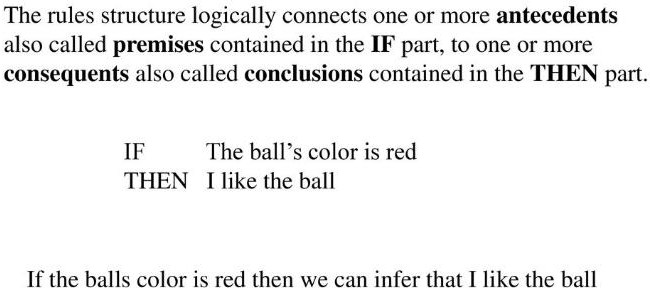 The rules structure logically connects one or more antecedents
also called premises contained in the IF part, to one or more
consequents also called conclusions contained in the THEN part.
IF The ball's color is red
THEN I like the ball
If the balls color is red then we can infer that I like the ball